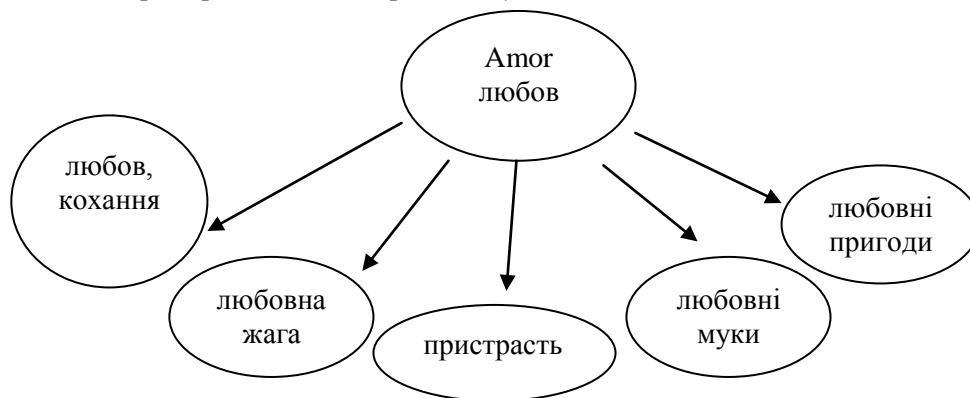 Amor
любов
любов,
кохання
любовна
жага
пристрасть
любовні
муки
любовні
пригоди